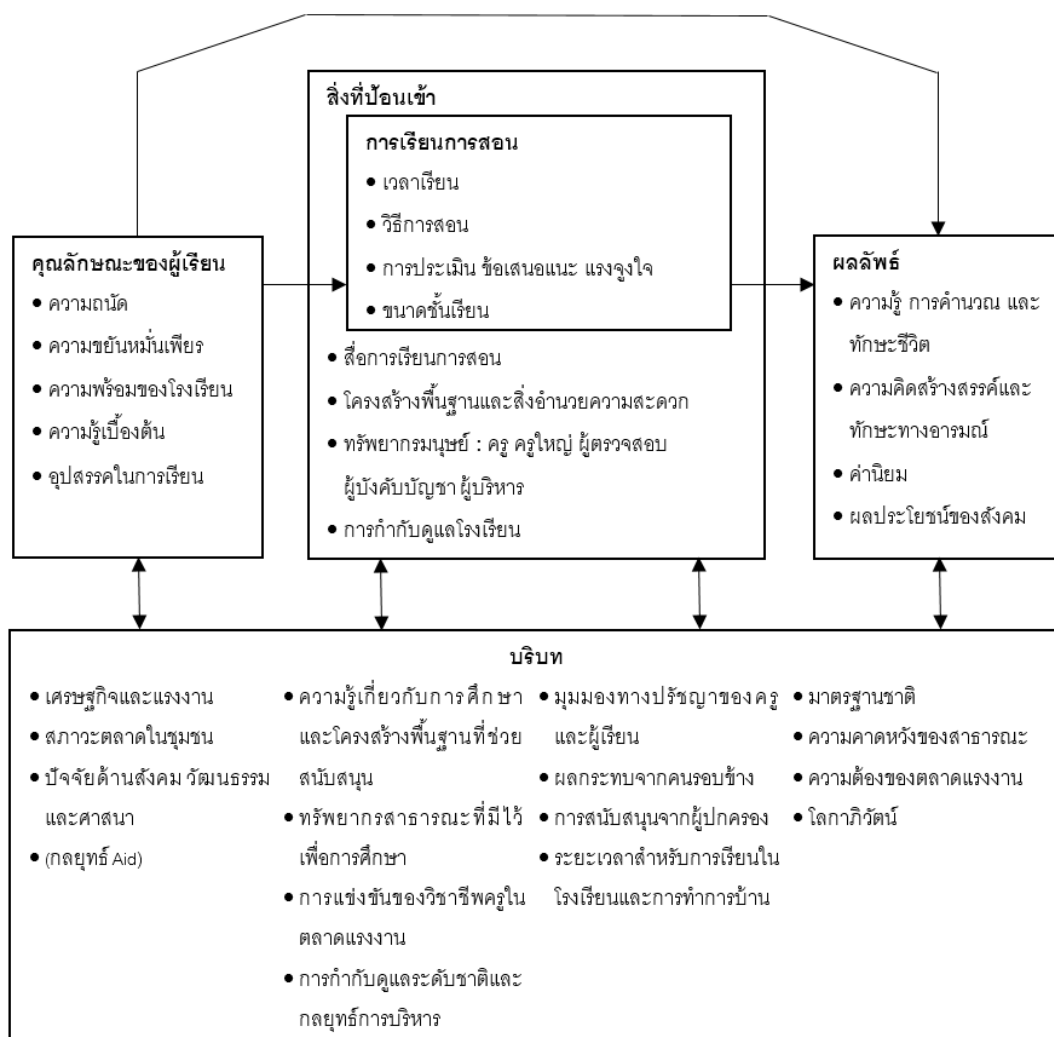 สิ่งที่ป้อนเข้า
การเรียนการสอน
• เวลาเรียน
• วิธีการสอน
• การประเมิน ข้อเสนอแนะ แรงจูงใจ
• ขนาดชั้นเรียน
• สื่อการเรียนการสอน
• โครงสร้างพื้นฐานและสิ่งอำนวยความสะดวก
• ทรัพยากรมนุษย์ : ครู ครูใหญ่ ผู้ตรวจสอบ
ผู้บังคับบัญชา ผู้บริหาร
• การกำกับดูแลโรงเรียน
คุณลักษณะของผู้เรียน
• ความถนัด
• ความขยันหมั่นเพียร
• ความพร้อมของโรงเรียน
• ความรู้เบื้องต้น
• อุปสรรคในการเรียน
ผลลัพธ์
• ความรู้ การคำนวณ และ
ทักษะชีวิต
• ความคิดสร้างสรรค์และ
ทักษะทางอารมณ์
• ค่านิยม
• ผลประโยชน์ของสังคม
บริบท
• เศรษฐกิจและแรงงาน
• สภาวะตลาดในชุมชน
• ปัจจัยด้านสังคม วัฒนธรรม
และศาสนา
• (กลยุทธ์ Aid)
• ความรู้เกี่ยวกับการศึกษา
และโครงสร้างพื้นฐานที่ช่วย
สนับสนุน
• ทรัพยากรสาธารณะที่มีไว้
เพื่อการศึกษา
• การแข่งขันของวิชาชีพครูใน
ตลาดแรงงาน
• การกำกับดูแลระดับชาติและ
กลยุทธ์การบริหาร
• มุมมองทางปรัชญาของครู
และผู้เรียน
• ผลกระทบจากคนรอบข้าง
• การสนับสนุนจากผู้ปกครอง
• ระยะเวลาสำหรับการเรียนใน
โรงเรียนและการทำการบ้าน
• มาตรฐานชาติ
• ความคาดหวังของสาธารณะ
• ความต้องของตลาดแรงงาน
• โลกาภิวัตน์